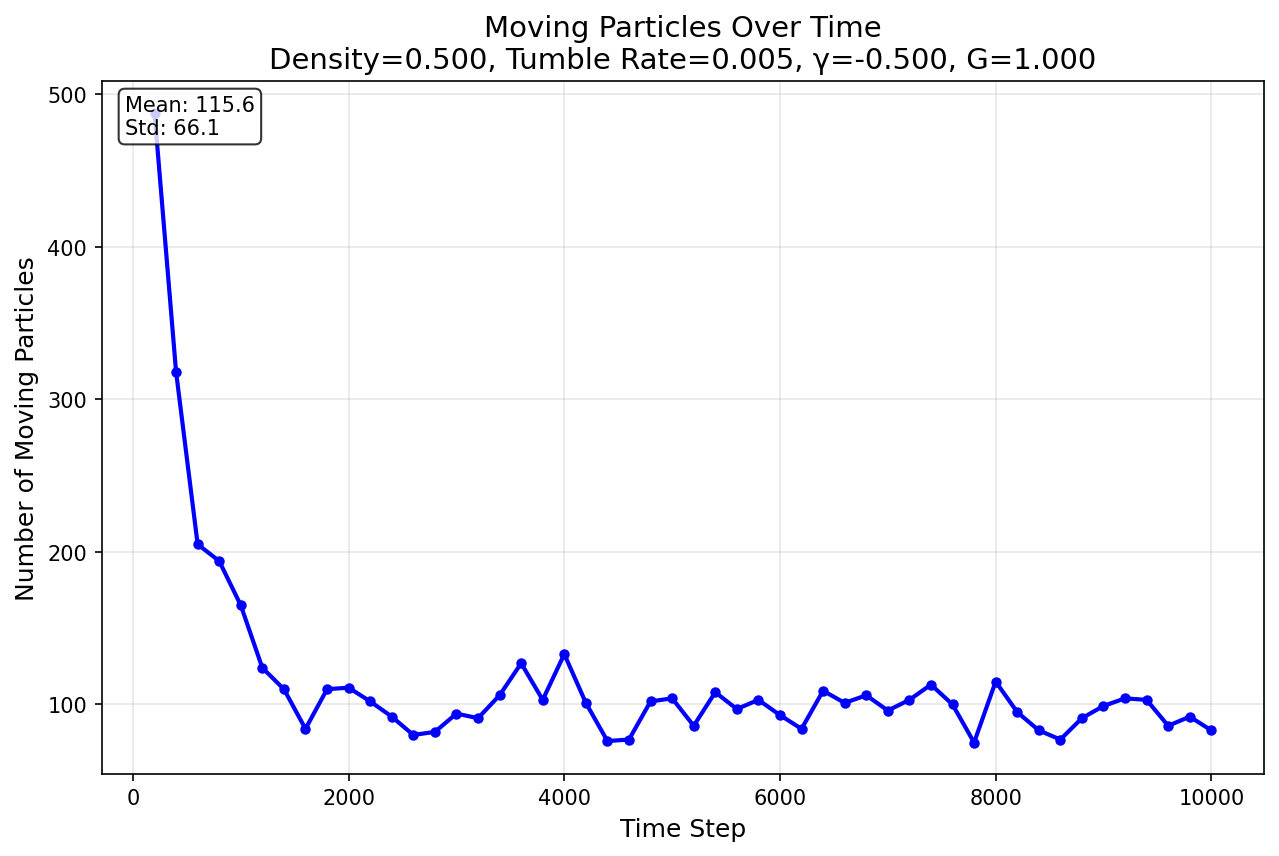 Moving Particles Over Time
Density=0.500, Tumble Rate=0.005, γ=-0.500, G=1.000
Mean: 115.6
Std: 66.1
Number of Moving Particles
500
400
300
200
100
0 2000 4000 6000 8000 10000
Time Step